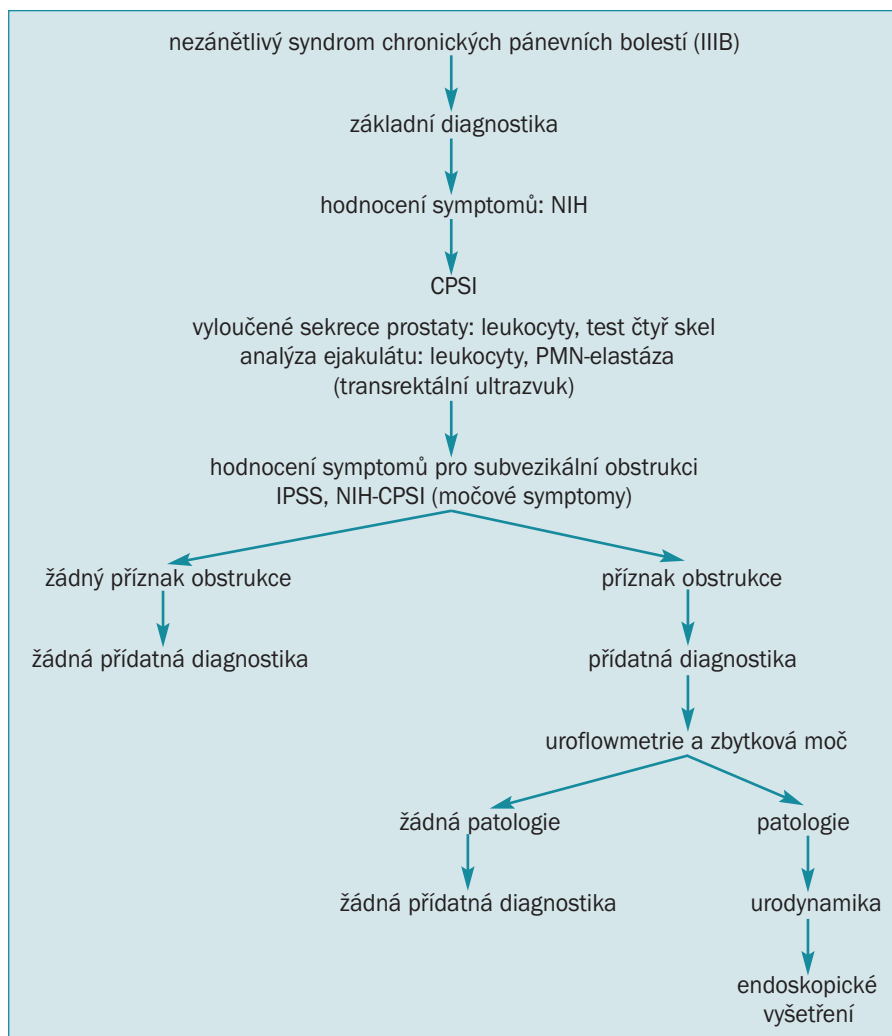 nezánětlivý syndrom chronických pánevních bolestí (IIIB)
základní diagnostika
hodnocení symptomů: NIH
CPSI
vyloučené sekrece prostaty: leukocyty, test čtyř skel
analýza ejakulátu: leukocyty, PMN-elastáza
(transrektální ultrazvuk)
hodnocení symptomů pro subvezikální obstrukci
IPSS, NIH-CPSI (močové symptomy)
žádný příznak obstrukce
příznak obstrukce
žádná přídatná diagnostika
přídatná diagnostika
uroflowmetrie a zbytková moč
žádná patologie
patologie
žádná přídatná diagnostika
urodynamika
endoskopické
vyšetření